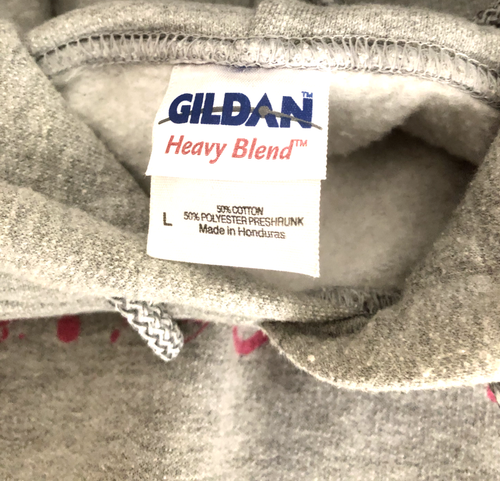 GILDAN™
Heavy Blend™
50% COTTON
L 50% POLYESTER PRESHRUNK
Made in Honduras